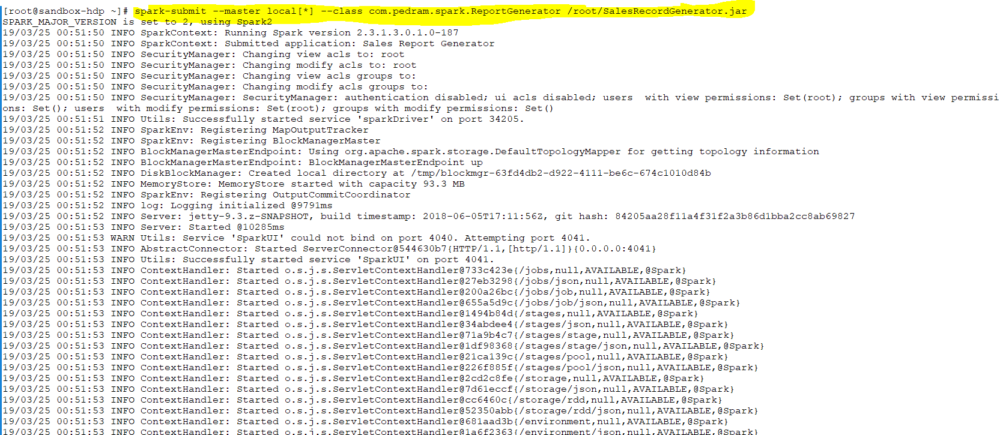 [root@sandbox-hdp ~]# spark-submit --master local[*] --class com.pedram.spark.ReportGenerator /root/SalesRecordGenerator.jar
SPARK_MAJOR_VERSION is set to 2, using Spark2
19/03/25 00:51:50 INFO SparkContext: Running Spark version 2.3.1.3.0.1.0-187
19/03/25 00:51:50 INFO SparkContext: Submitted application: Sales Report Generator
19/03/25 00:51:50 INFO SecurityManager: Changing view acls to: root
19/03/25 00:51:50 INFO SecurityManager: Changing modify acls to: root
19/03/25 00:51:50 INFO SecurityManager: Changing view acls groups to:
19/03/25 00:51:50 INFO SecurityManager: Changing modify acls groups to:
19/03/25 00:51:50 INFO SecurityManager: SecurityManager: authentication disabled; ui acls disabled; users  with view permissions: Set(root); groups with view permissi
ons: Set(); users  with modify permissions: Set(root); groups with modify permissions: Set()
19/03/25 00:51:51 INFO Utils: Successfully started service 'sparkDriver' on port 34205.
19/03/25 00:51:52 INFO SparkEnv: Registering MapOutputTracker
19/03/25 00:51:52 INFO SparkEnv: Registering BlockManagerMaster
19/03/25 00:51:52 INFO BlockManagerMasterEndpoint: Using org.apache.spark.storage.DefaultTopologyMapper for getting topology information
19/03/25 00:51:52 INFO BlockManagerMasterEndpoint: BlockManagerMasterEndpoint up
19/03/25 00:51:52 INFO DiskBlockManager: Created local directory at /tmp/blockmgr-63fd4db2-d922-4111-be6c-674c1010d84b
19/03/25 00:51:52 INFO MemoryStore: MemoryStore started with capacity 93.3 MB
19/03/25 00:51:52 INFO SparkEnv: Registering OutputCommitCoordinator
19/03/25 00:51:52 INFO log: Logging initialized @9791ms
19/03/25 00:51:52 INFO Server: jetty-9.3.z-SNAPSHOT, build timestamp: 2018-06-05T17:11:56Z, git hash: 84205aa28f11a4f31f2a3b86d1bba2cc8ab69827
19/03/25 00:51:53 INFO Server: Started @10285ms
19/03/25 00:51:53 WARN Utils: Service 'SparkUI' could not bind on port 4040. Attempting port 4041.
19/03/25 00:51:53 INFO AbstractConnector: Started ServerConnector@544630b7{HTTP/1.1,[http/1.1]}{0.0.0.0:4041}
19/03/25 00:51:53 INFO Utils: Successfully started service 'SparkUI' on port 4041.
19/03/25 00:51:53 INFO ContextHandler: Started o.s.j.s.ServletContextHandler@733c423e{/jobs,null,AVAILABLE,@Spark}
19/03/25 00:51:53 INFO ContextHandler: Started o.s.j.s.ServletContextHandler@27eb3298{/jobs/json,null,AVAILABLE,@Spark}
19/03/25 00:51:53 INFO ContextHandler: Started o.s.j.s.ServletContextHandler@200a26bc{/jobs/job,null,AVAILABLE,@Spark}
19/03/25 00:51:53 INFO ContextHandler: Started o.s.j.s.ServletContextHandler@655a5d9c{/jobs/job/json,null,AVAILABLE,@Spark}
19/03/25 00:51:53 INFO ContextHandler: Started o.s.j.s.ServletContextHandler@1494b84d{/stages,null,AVAILABLE,@Spark}
19/03/25 00:51:53 INFO ContextHandler: Started o.s.j.s.ServletContextHandler@34abdee4{/stages/json,null,AVAILABLE,@Spark}
19/03/25 00:51:53 INFO ContextHandler: Started o.s.j.s.ServletContextHandler@71a9b4c7{/stages/stage,null,AVAILABLE,@Spark}
19/03/25 00:51:53 INFO ContextHandler: Started o.s.j.s.ServletContextHandler@1df98368{/stages/stage/json,null,AVAILABLE,@Spark}
19/03/25 00:51:53 INFO ContextHandler: Started o.s.j.s.ServletContextHandler@21ca139c{/stages/pool,null,AVAILABLE,@Spark}
19/03/25 00:51:53 INFO ContextHandler: Started o.s.j.s.ServletContextHandler@226f885f{/stages/pool/json,null,AVAILABLE,@Spark}
19/03/25 00:51:53 INFO ContextHandler: Started o.s.j.s.ServletContextHandler@2cd2c8fe{/storage,null,AVAILABLE,@Spark}
19/03/25 00:51:53 INFO ContextHandler: Started o.s.j.s.ServletContextHandler@7d61eccf{/storage/json,null,AVAILABLE,@Spark}
19/03/25 00:51:53 INFO ContextHandler: Started o.s.j.s.ServletContextHandler@cc6460c{/storage/rdd,null,AVAILABLE,@Spark}
19/03/25 00:51:53 INFO ContextHandler: Started o.s.j.s.ServletContextHandler@52350abb{/storage/rdd/json,null,AVAILABLE,@Spark}
19/03/25 00:51:53 INFO ContextHandler: Started o.s.j.s.ServletContextHandler@681aad3b{/environment,null,AVAILABLE,@Spark}
19/03/25 00:51:53 INFO ContextHandler: Started o.s.j.s.ServletContextHandler@1a6f2363{/environment/json,null,AVAILABLE,@Spark}